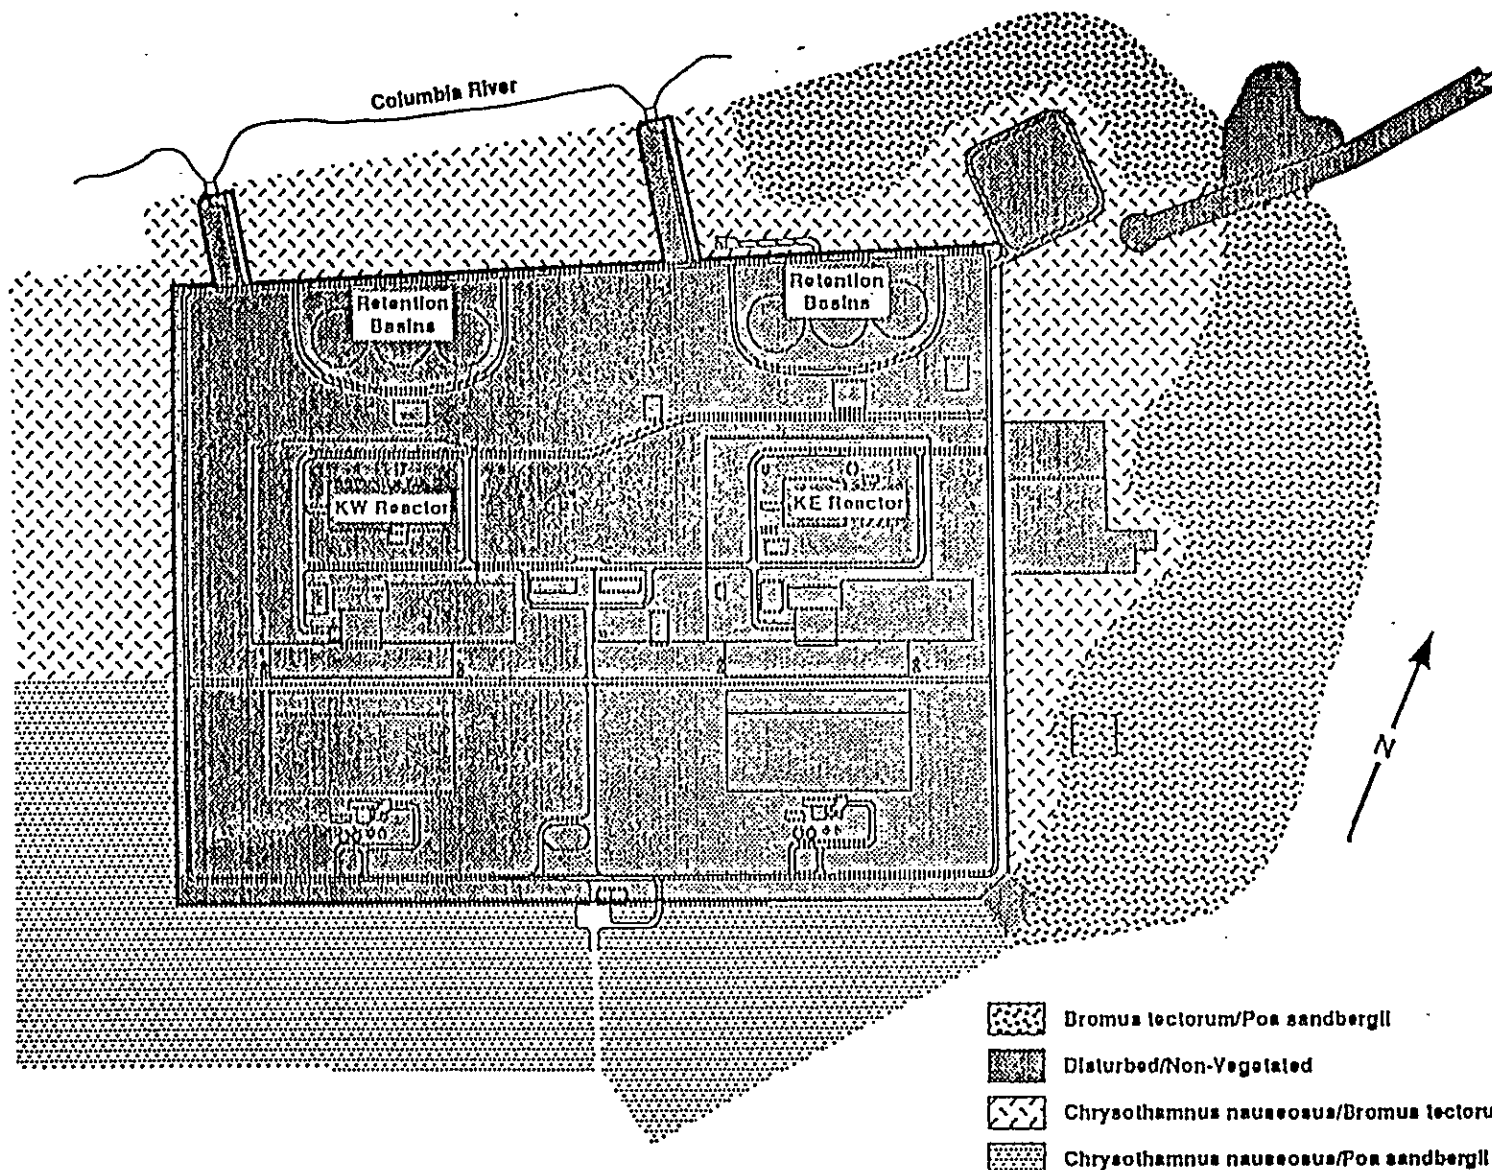 Columbia River
Retention
Basins
Retention
Basins
KW Reactor
KE Reactor
N
Bromus tectorum/Poa sandbergii
Disturbed/Non-Vegetated
Chrysothamnus nauseosus/Bromus tectoru
Chrysothamnus nauseosus/Poa sandbergii